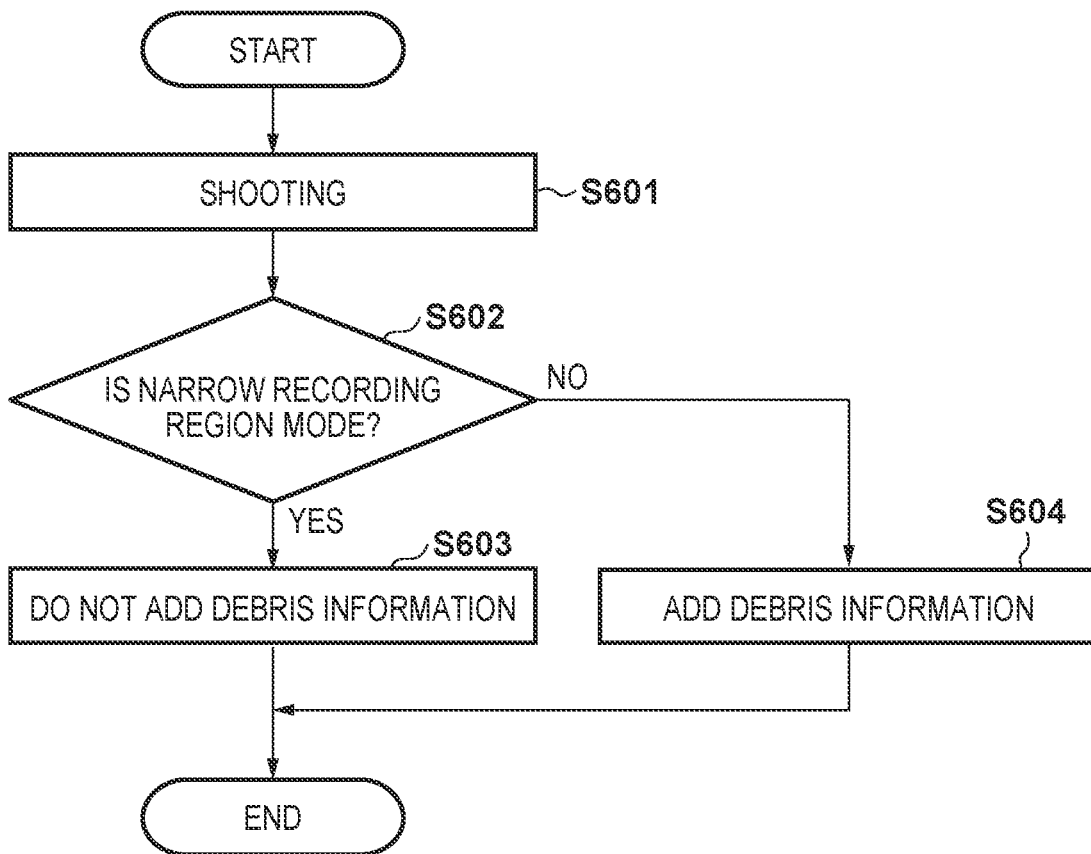 START
SHOOTING
S601
S602
IS NARROW RECORDING
REGION MODE?
NO
YES
S603
S604
DO NOT ADD DEBRIS INFORMATION
ADD DEBRIS INFORMATION
END